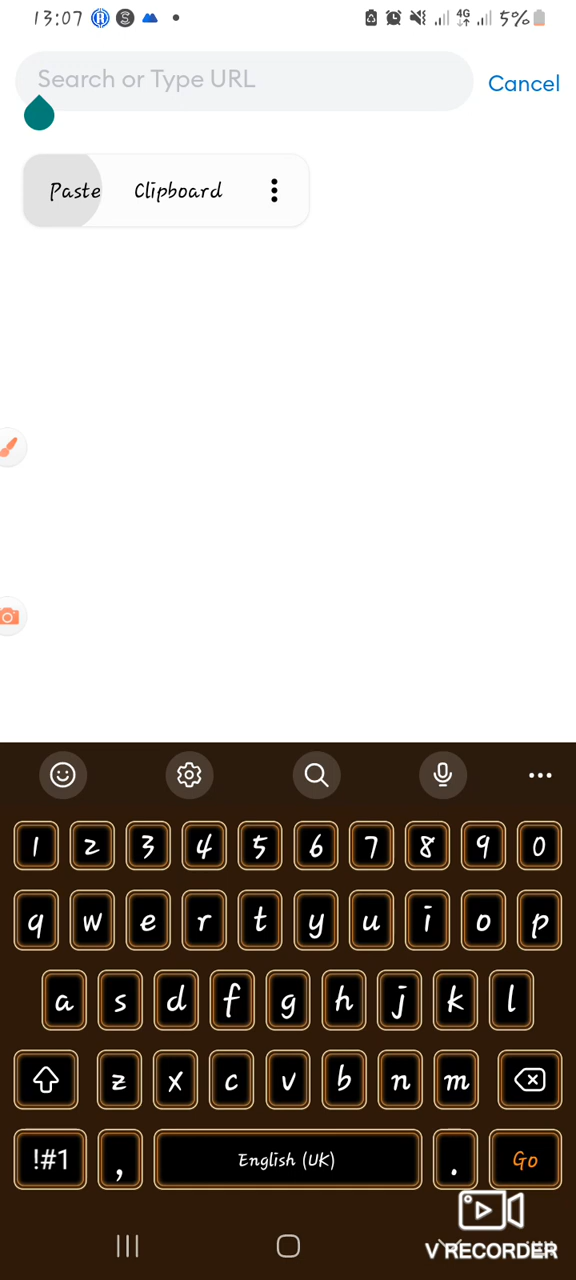 13:07 4G 5%
Search or Type URL
Cancel
Paste Clipboard
1 2 3 4 5 6 7 8 9 0
q w e r t y u i o p
a s d f g h j k l
z x c v b n m
!#1 , English (UK) . Go
V RECORDER